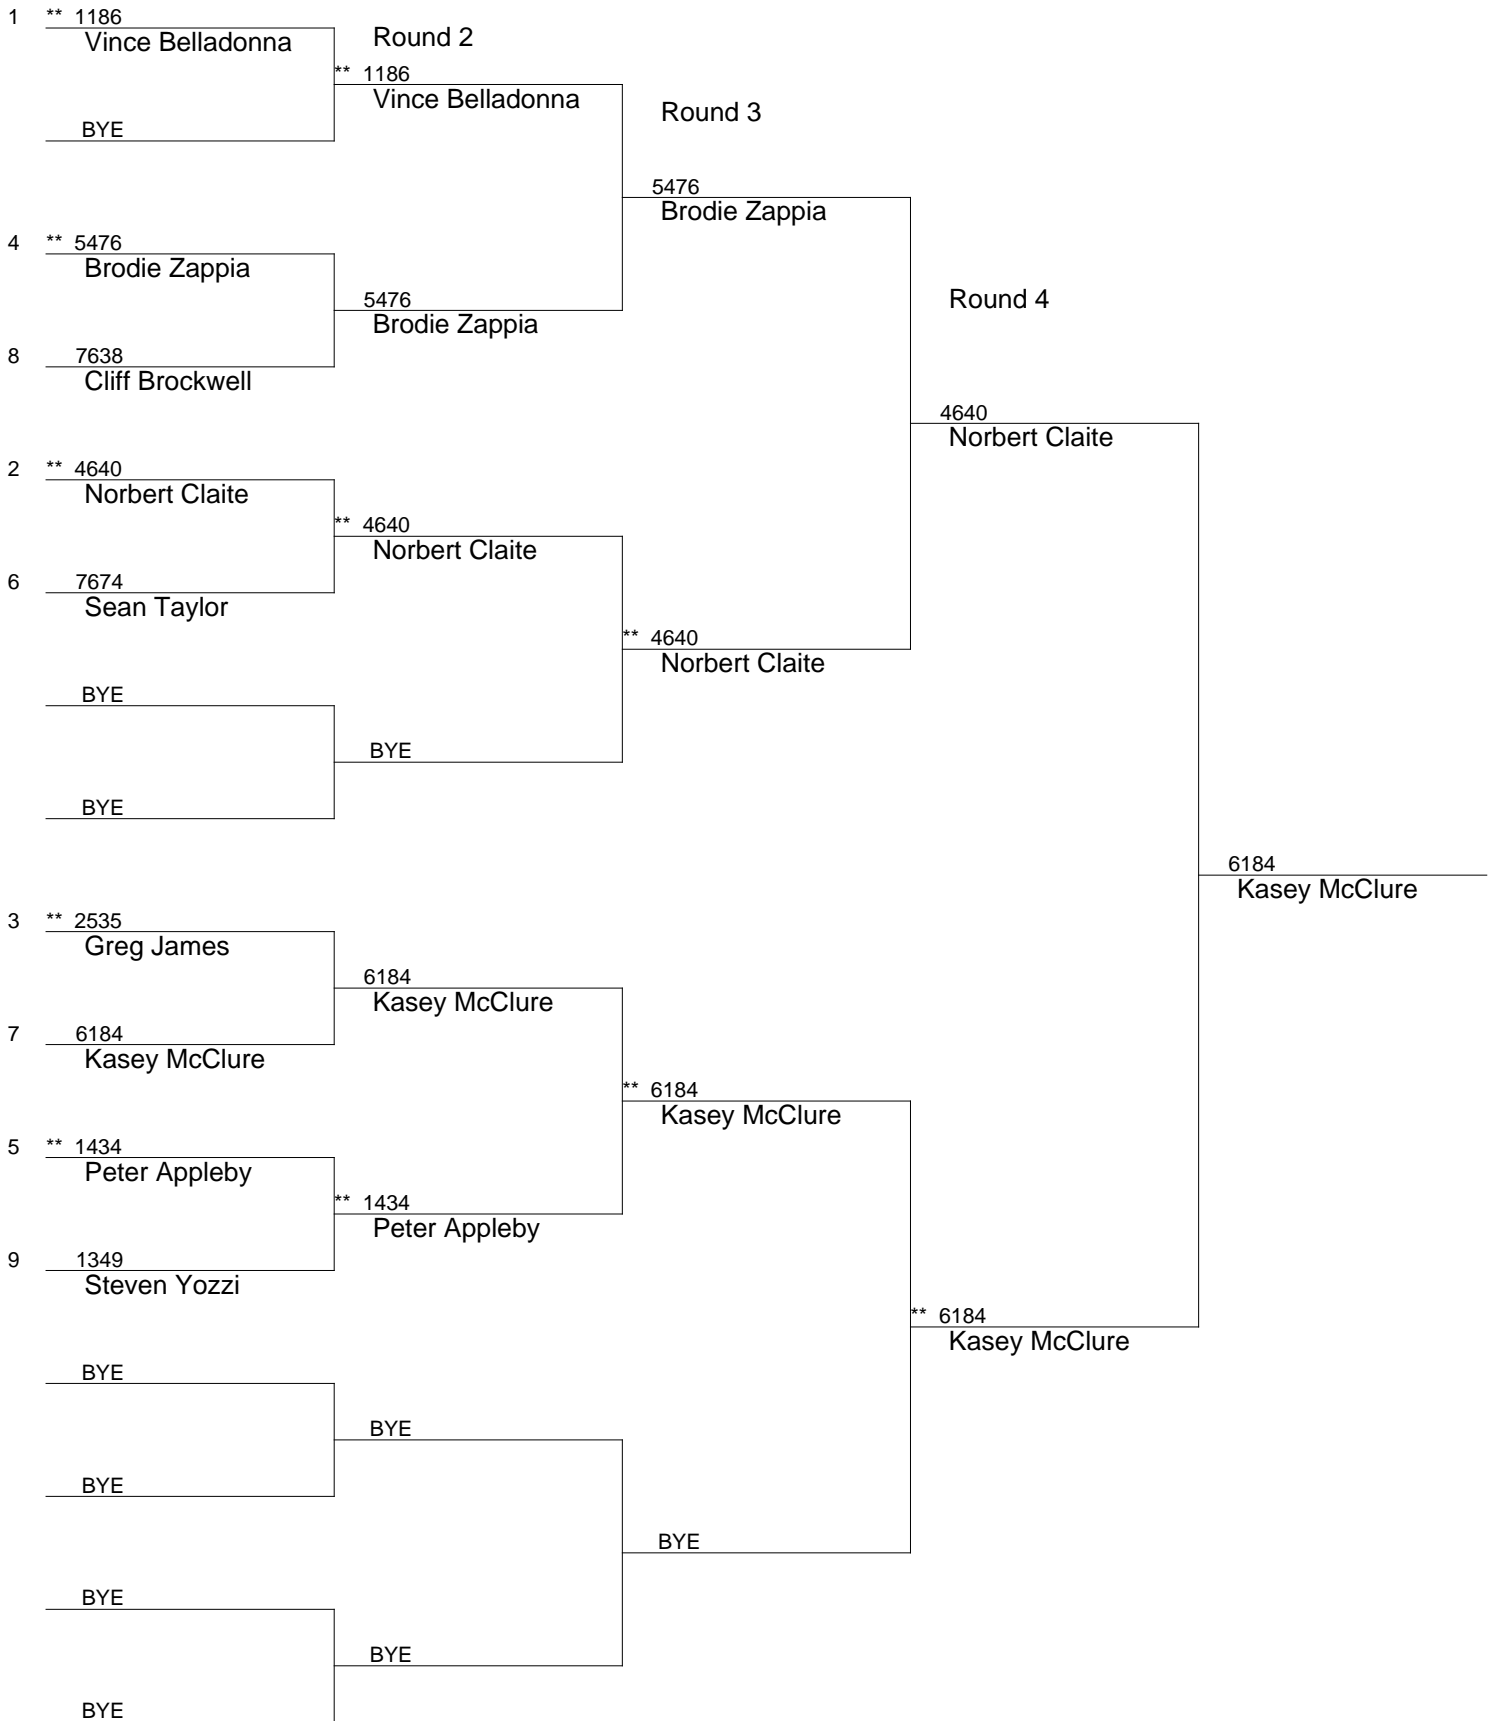 1 ** 1186
Vince Belladonna
Round 2
** 1186
Vince Belladonna
Round 3
BYE
5476
Brodie Zappia
4 ** 5476
Brodie Zappia
Round 4
5476
Brodie Zappia
8 7638
Cliff Brockwell
4640
Norbert Claite
2 ** 4640
Norbert Claite
** 4640
Norbert Claite
6 7674
Sean Taylor
** 4640
Norbert Claite
BYE
BYE
BYE
6184
Kasey McClure
3 ** 2535
Greg James
6184
Kasey McClure
7 6184
Kasey McClure
** 6184
Kasey McClure
5 ** 1434
Peter Appleby
** 1434
Peter Appleby
9 1349
Steven Yozzi
** 6184
Kasey McClure
BYE
BYE
BYE
BYE
BYE
BYE
BYE